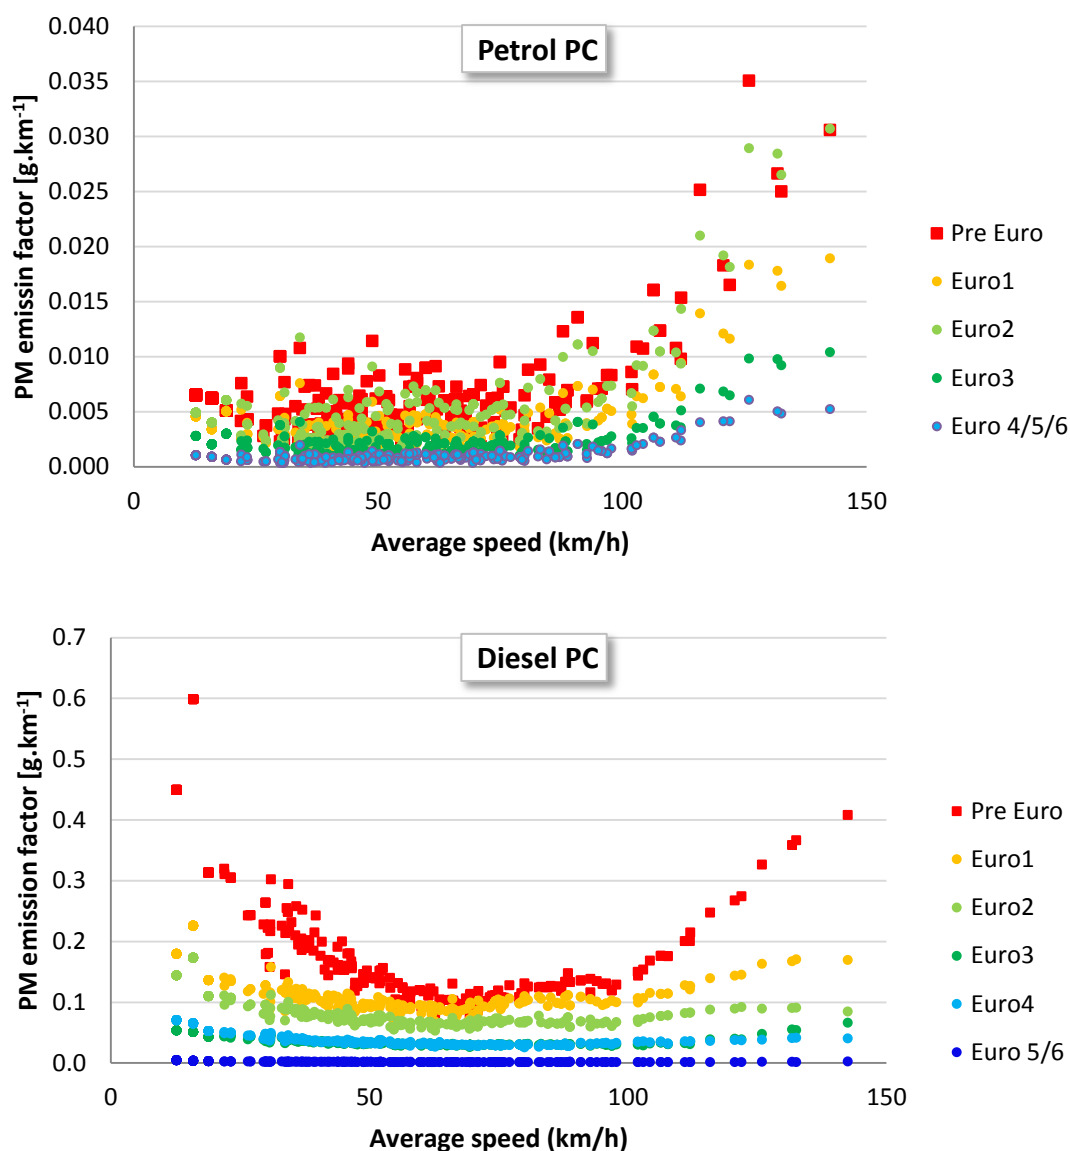 Petrol PC
PM emissin factor [g.km-1]
0.040
0.035
0.030
0.025
0.020
0.015
0.010
0.005
0.000
0 50 100 150
Average speed (km/h)
Pre Euro
Euro1
Euro2
Euro3
Euro 4/5/6
Diesel PC
PM emission factor [g.km-1]
0.7
0.6
0.5
0.4
0.3
0.2
0.1
0.0
0 50 100 150
Average speed (km/h)
Pre Euro
Euro1
Euro2
Euro3
Euro4
Euro 5/6